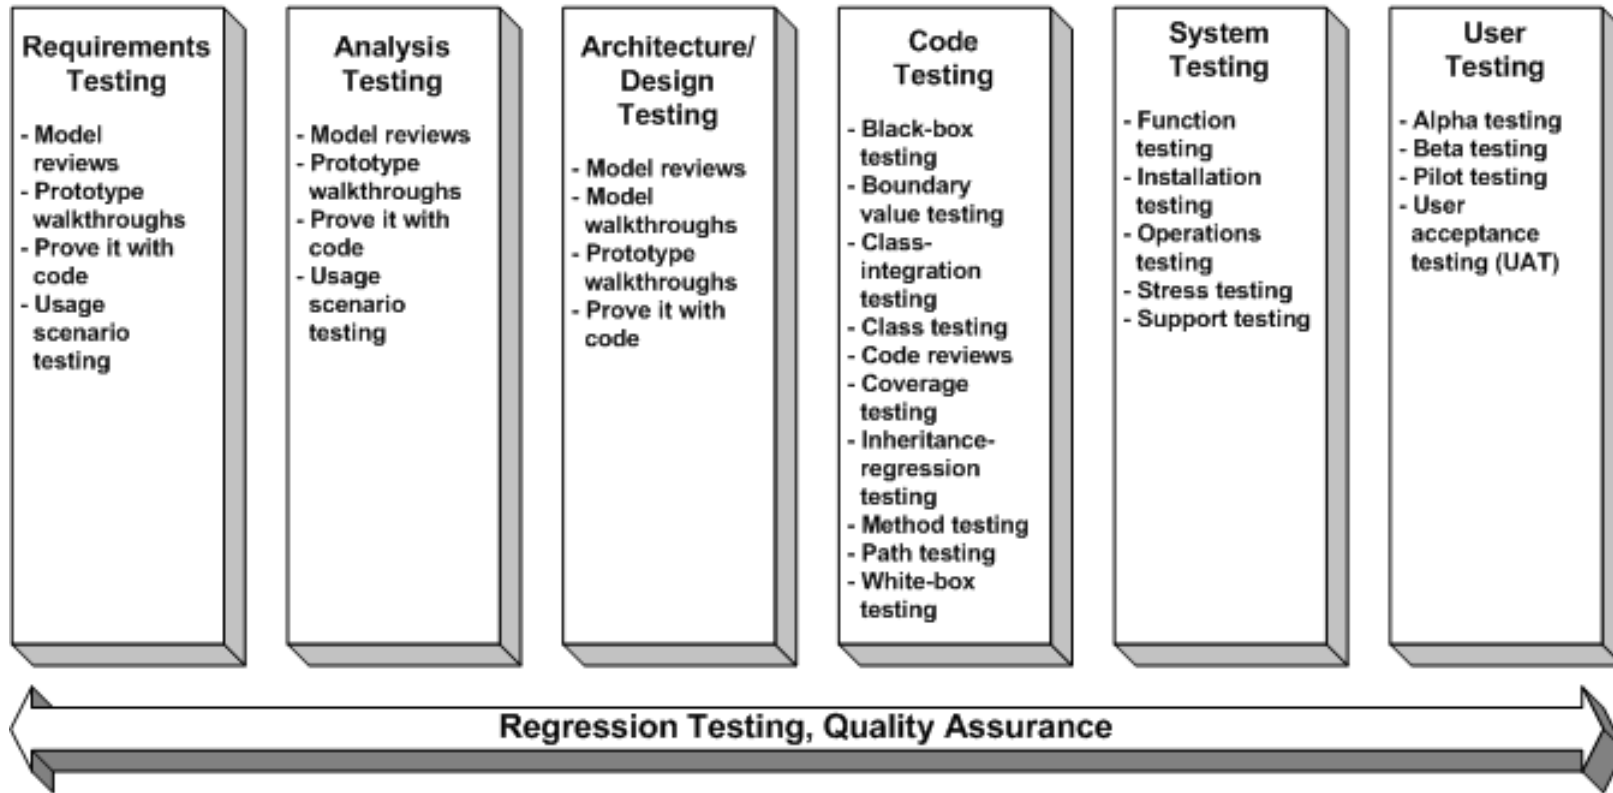 Requirements
Testing
- Model
reviews
- Prototype
walkthroughs
- Prove it with
code
- Usage
scenario
testing
Analysis
Testing
- Model reviews
- Prototype
walkthroughs
- Prove it with
code
- Usage
scenario
testing
Architecture/
Design
Testing
- Model reviews
- Model
walkthroughs
- Prototype
walkthroughs
- Prove it with
code
Code
Testing
- Black-box
testing
- Boundary
value testing
- Class-
integration
testing
- Class testing
- Code reviews
- Coverage
testing
- Inheritance-
regression
testing
- Method testing
- Path testing
- White-box
testing
System
Testing
- Function
testing
- Installation
testing
- Operations
testing
- Stress testing
- Support testing
User
Testing
- Alpha testing
- Beta testing
- Pilot testing
- User
acceptance
testing (UAT)
Regression Testing, Quality Assurance